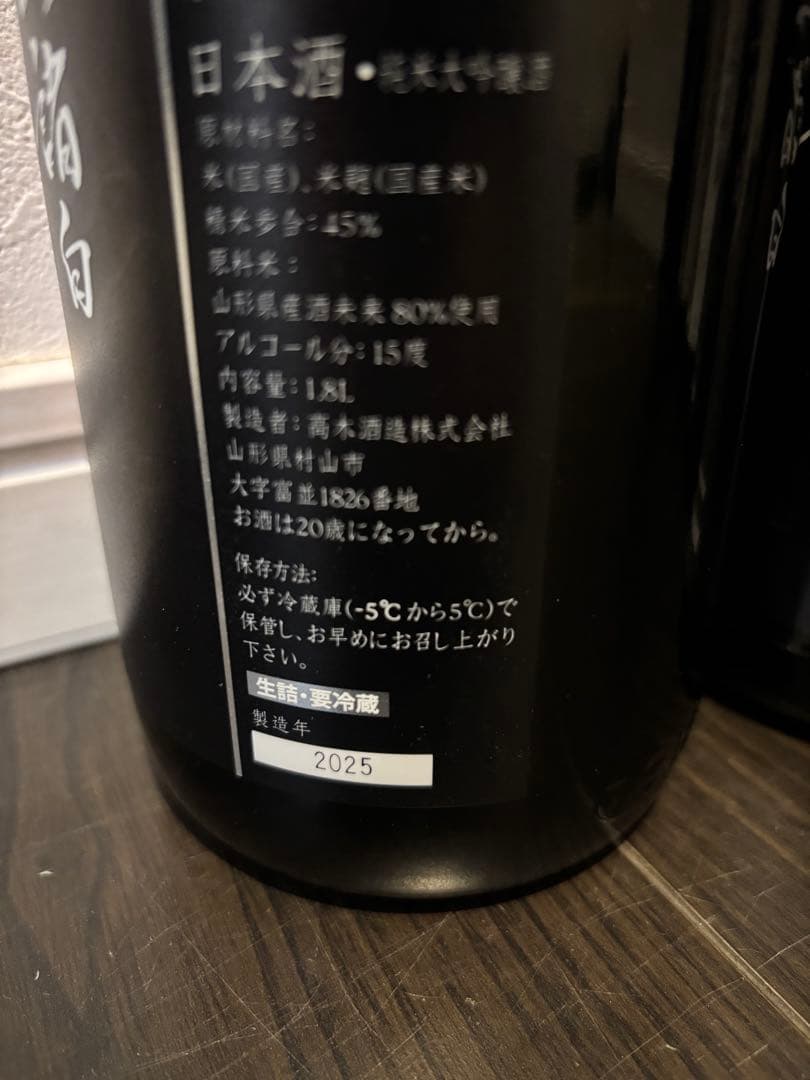 諸白
日本酒・純米大吟醸酒
原材料名：
米(国産)、米麹(国産米)
精米歩合：45%
原料米：
山形県産酒未来80%使用
アルコール分：15度
内容量：1.8L
製造者：高木酒造株式会社
山形県村山市
大字富並1826番地
お酒は20歳になってから。
保存方法：
必ず冷蔵庫(-5℃から5℃)で
保管し、お早めにお召し上がり
下さい。
生詰・要冷蔵
製造年
2025